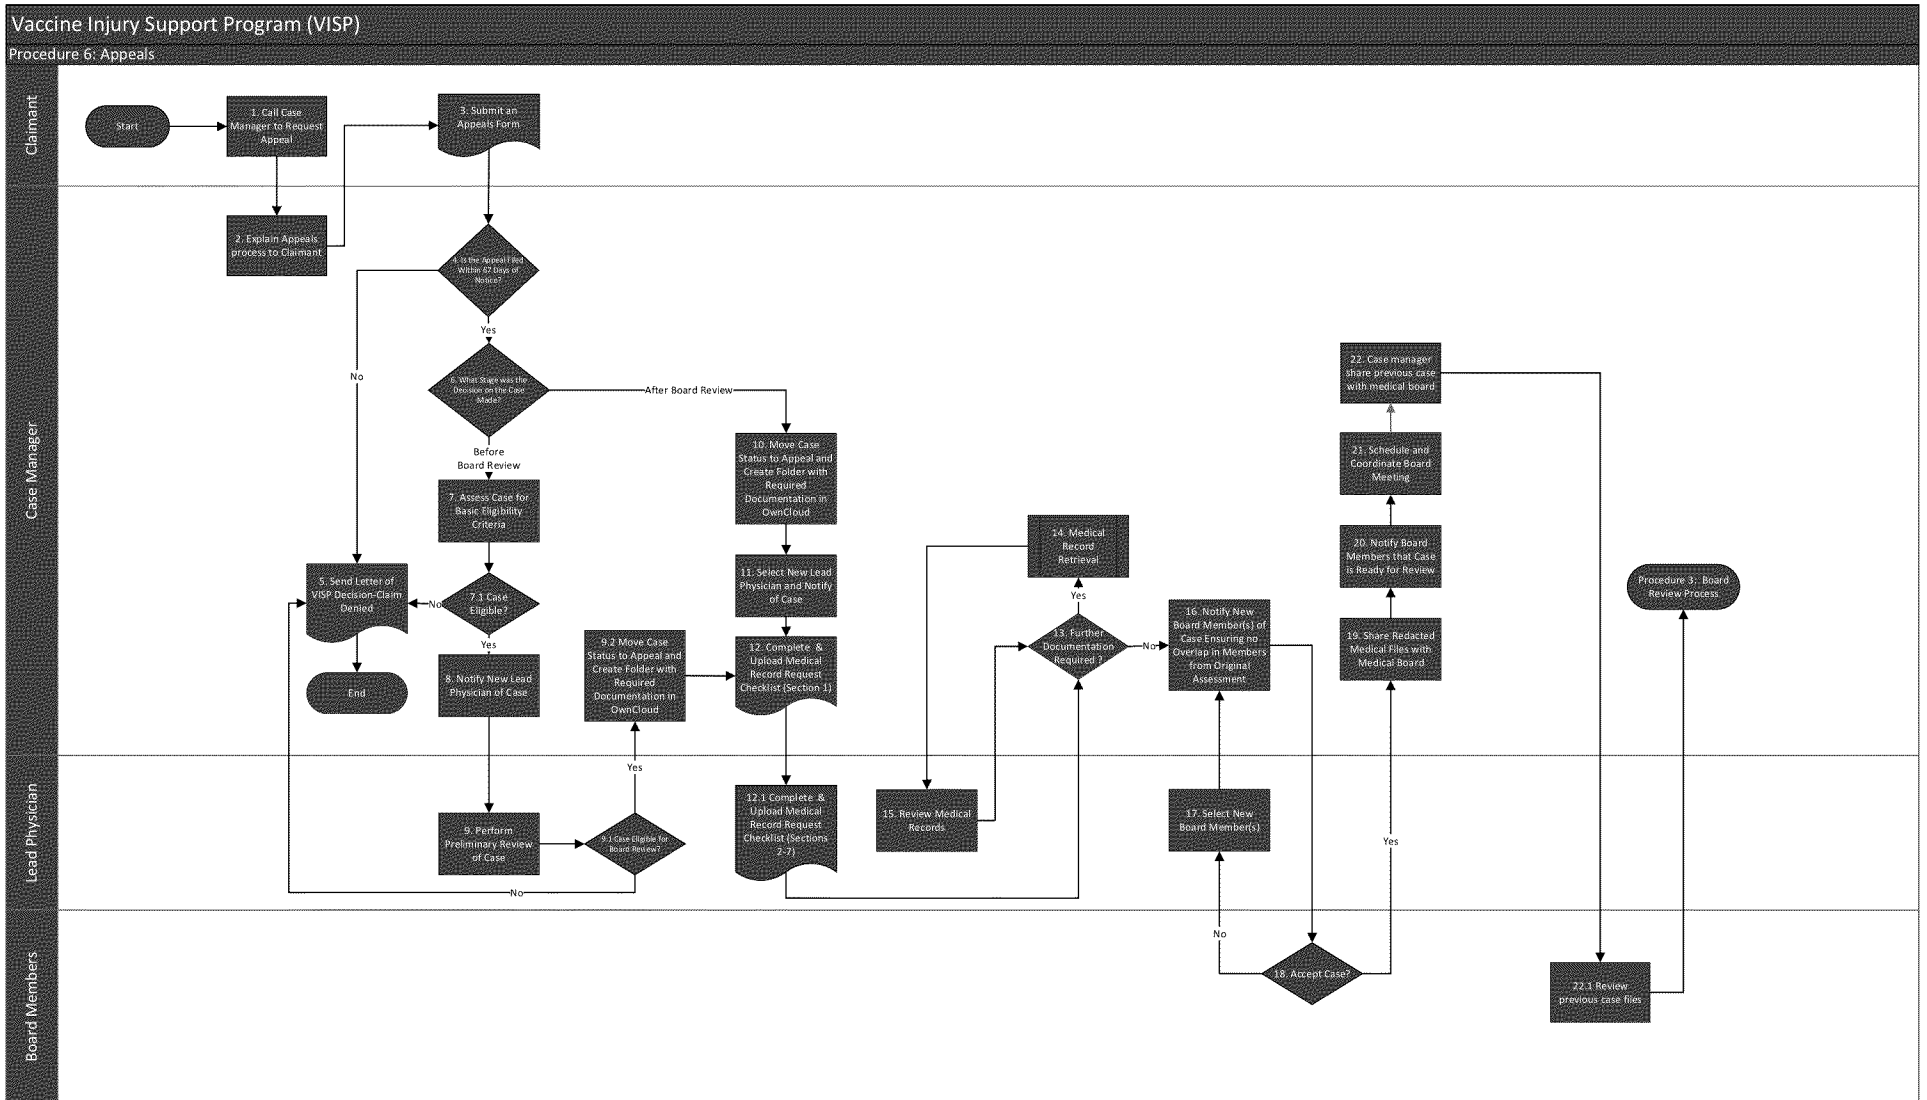 Vaccine Injury Support Program (VISP)
Procedure 6: Appeals
Claimant
Start
1. Call Case
Manager to Request
Appeal
3. Submit an
Appeals Form
Case Manager
2. Explain Appeals
process to Claimant
4. Is the Appeal Filed
Within 67 Days of
Notice?
Yes
No
6. What Stage was the
Decision on the Case
Made?
After Board Review
Before
Board Review
7. Assess Case for
Basic Eligibility
Criteria
5. Send Letter of
VISP Decision-Claim
Denied
No
7.1 Case
Eligible?
Yes
End
8. Notify New Lead
Physician of Case
9.2 Move Case
Status to Appeal and
Create Folder with
Required
Documentation in
OwnCloud
10. Move Case
Status to Appeal and
Create Folder with
Required
Documentation in
OwnCloud
11. Select New Lead
Physician and Notify
of Case
12. Complete &
Upload Medical
Record Request
Checklist (Section 1)
14. Medical
Record
Retrieval
Yes
13. Further
Documentation
Required ?
No
16. Notify New
Board Member(s) of
Case Ensuring no
Overlap in Members
from Original
Assessment
22. Case manager
share previous case
with medical board
21. Schedule and
Coordinate Board
Meeting
20. Notify Board
Members that Case
is Ready for Review
19. Share Redacted
Medical Files with
Medical Board
Procedure 3: Board
Review Process
Lead Physician
Yes
9. Perform
Preliminary Review
of Case
9.1 Case Eligible for
Board Review?
No
12.1 Complete &
Upload Medical
Record Request
Checklist (Sections
2-7)
15. Review Medical
Records
17. Select New
Board Member(s)
Yes
Board Members
No
18. Accept Case?
22.1 Review
previous case files